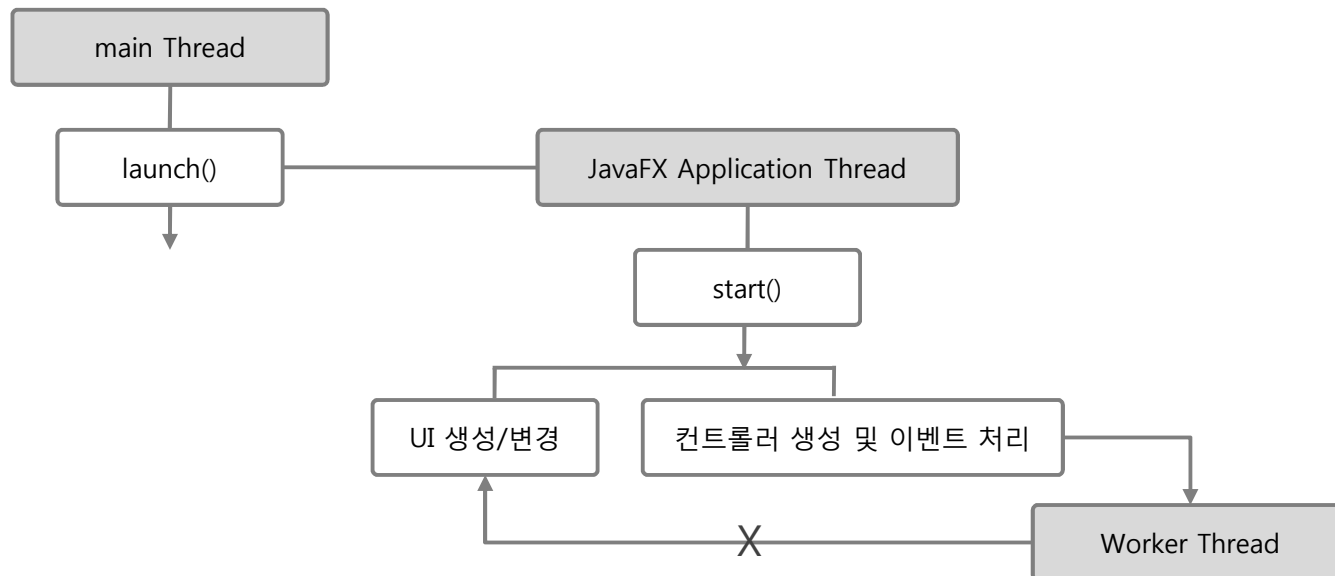 main Thread
launch()
JavaFX Application Thread
start()
UI 생성/변경
컨트롤러 생성 및 이벤트 처리
X
Worker Thread